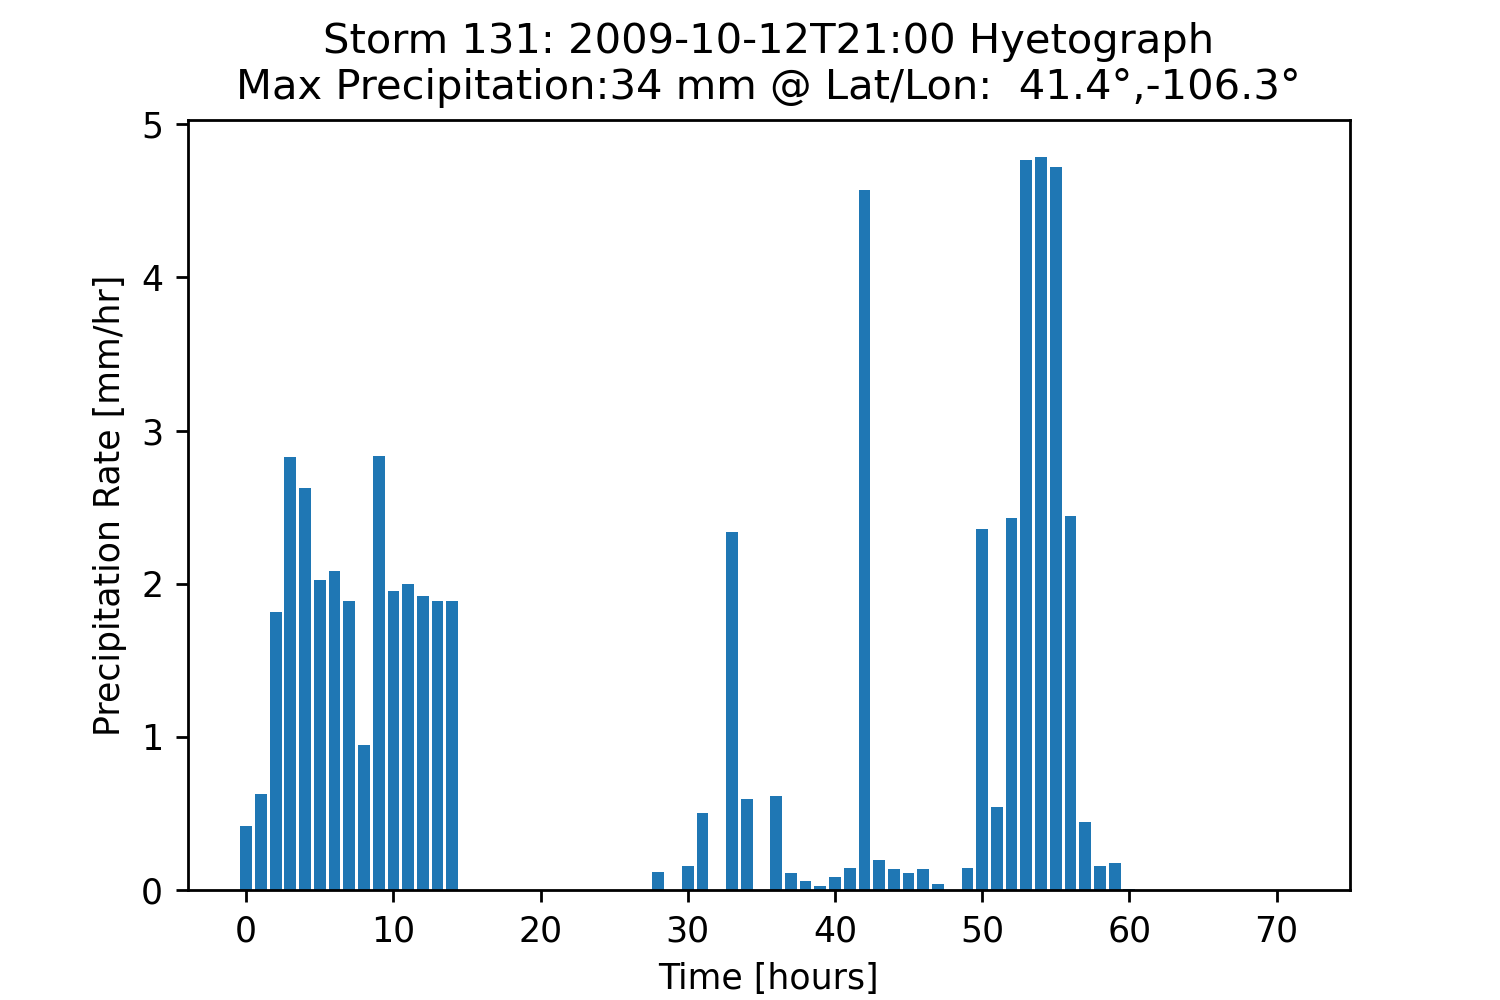 Storm 131: 2009-10-12T21:00 Hyetograph
Max Precipitation:34 mm @ Lat/Lon:  41.4°,-106.3°
Precipitation Rate [mm/hr]
5
4
3
2
1
0
0 10 20 30 40 50 60 70
Time [hours]